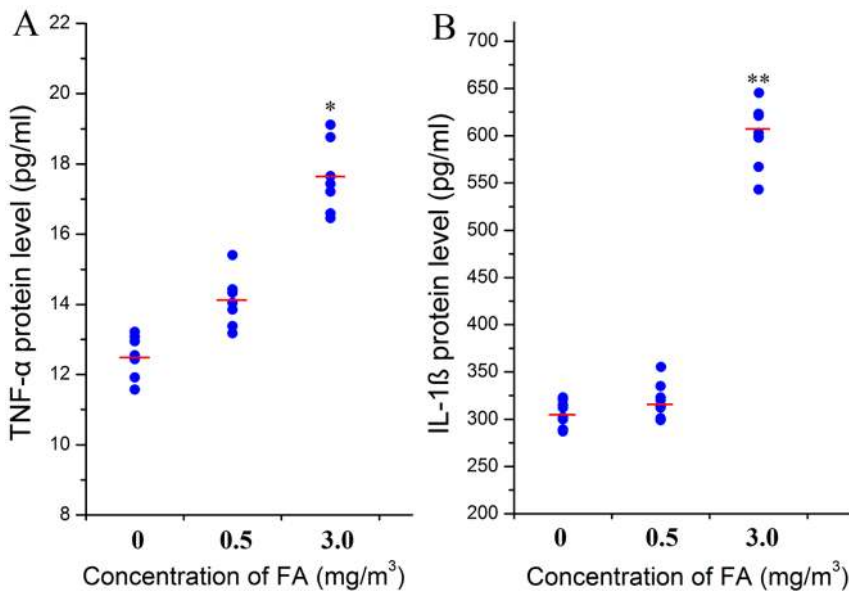 A
TNF-α protein level (pg/ml)
22
20
18
16
14
12
10
8
*
0 0.5 3.0
Concentration of FA (mg/m³)
B
IL-1ß protein level (pg/ml)
700
650
600
550
500
450
400
350
300
250
200
**
0 0.5 3.0
Concentration of FA (mg/m³)